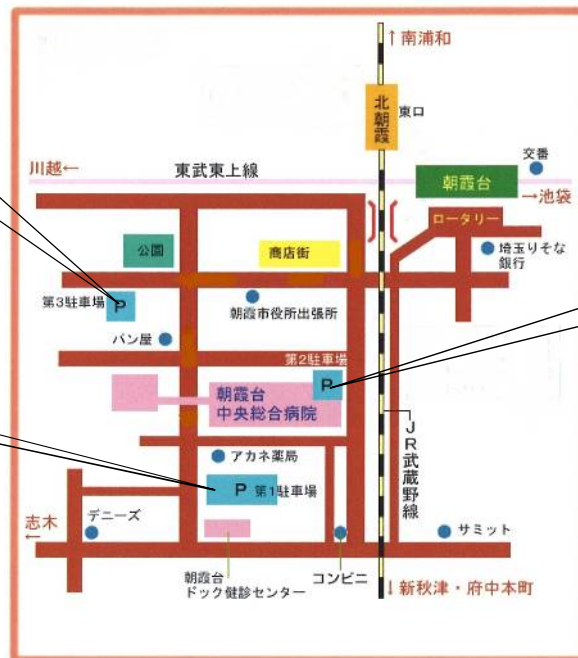 ↑南浦和
北朝霞
東口
交番
川越←
東武東上線
朝霞台
→池袋
ロータリー
公園
商店街
埼玉りそな
銀行
第3駐車場
P
朝霞市役所出張所
パン屋
第2駐車場
P
朝霞台
中央総合病院
JR武蔵野線
アカネ薬局
P 第1駐車場
志木
←
デニーズ
サミット
朝霞台
ドック健診センター
コンビニ
↓新秋津・府中本町